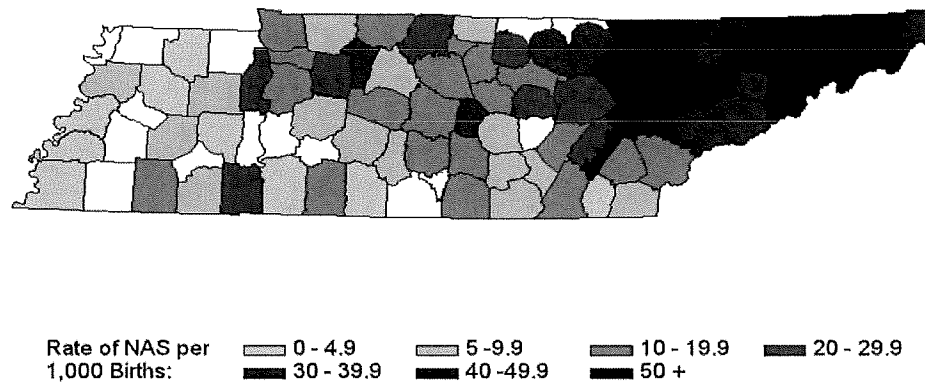 Rate of NAS per 0 - 4.9 5 -9.9 10 - 19.9 20 - 29.9
1,000 Births: 30 - 39.9 40 -49.9 50 +